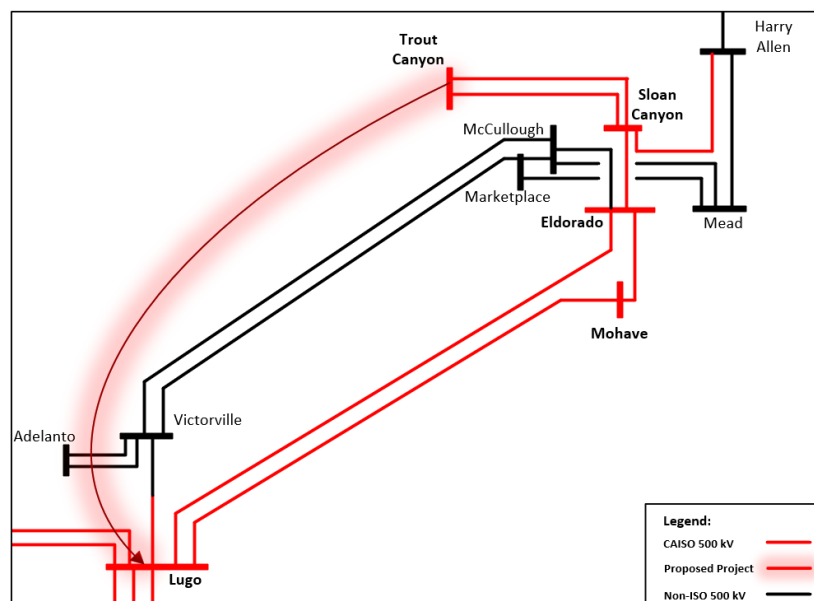 Harry
Allen
Trout
Canyon
Sloan
Canyon
McCullough
Marketplace
Eldorado
Mead
Mohave
Victorville
Adelanto
Lugo
Legend:
CAISO 500 kV
Proposed Project
Non-ISO 500 kV